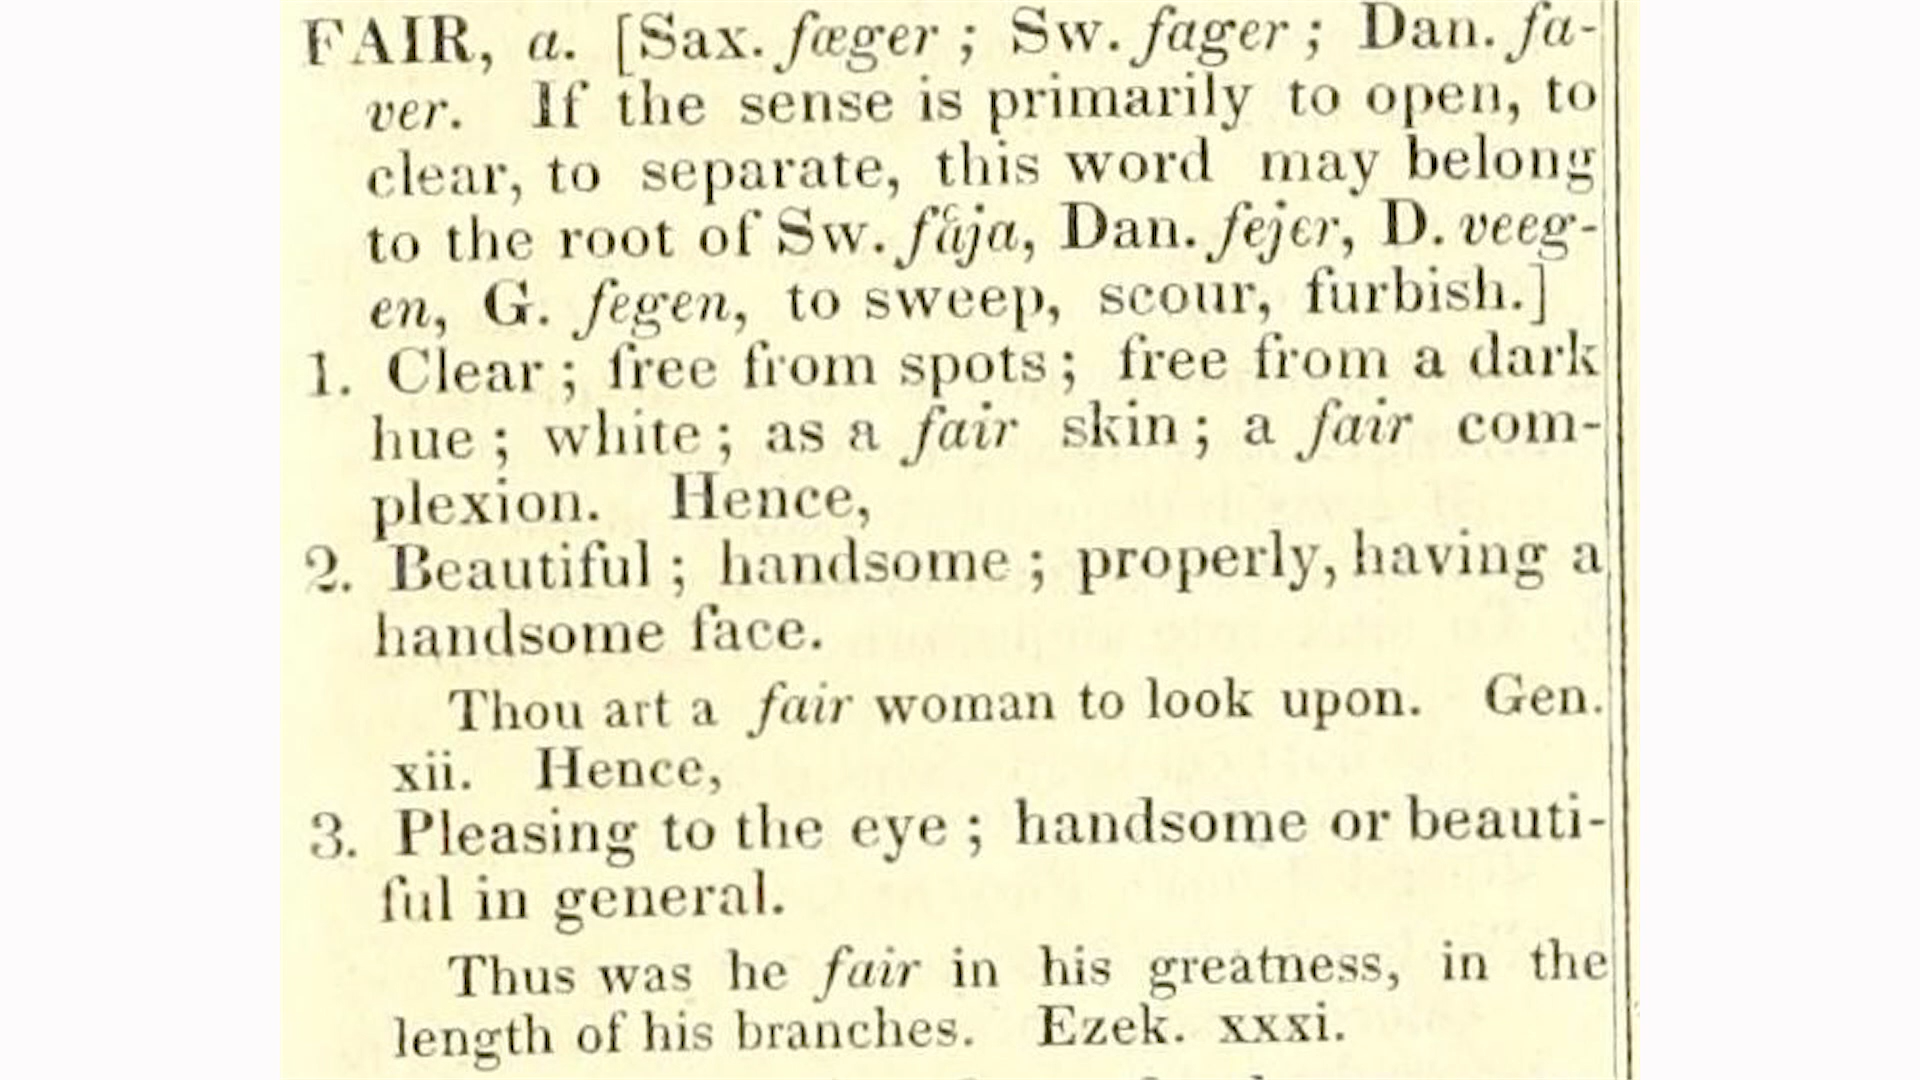 FAIR, a. [Sax. fæger ; Sw. fager ; Dan. fa-
ver. If the sense is primarily to open, to
clear, to separate, this word may belong
to the root of Sw. fåja, Dan. fejer, D. veeg-
en, G. fegen, to sweep, scour, furbish.]
1. Clear ; free from spots ; free from a dark
hue ; white ; as a fair skin ; a fair com-
plexion. Hence,
2. Beautiful ; handsome ; properly, having a
handsome face.
Thou art a fair woman to look upon. Gen.
xii. Hence,
3. Pleasing to the eye ; handsome or beauti-
ful in general.
Thus was he fair in his greatness, in the
length of his branches. Ezek. xxxi.